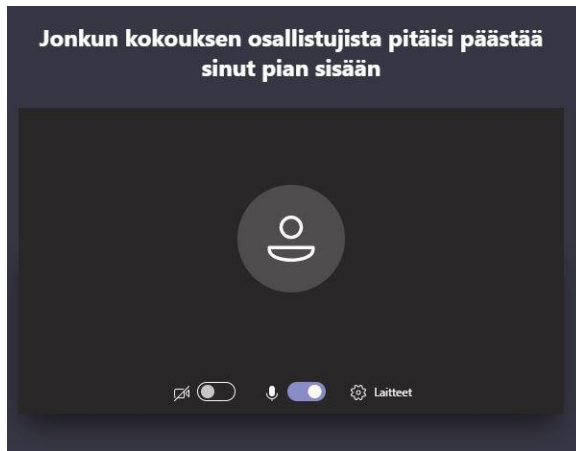 Jonkun kokouksen osallistujista pitäisi päästää
sinut pian sisään
Laitteet